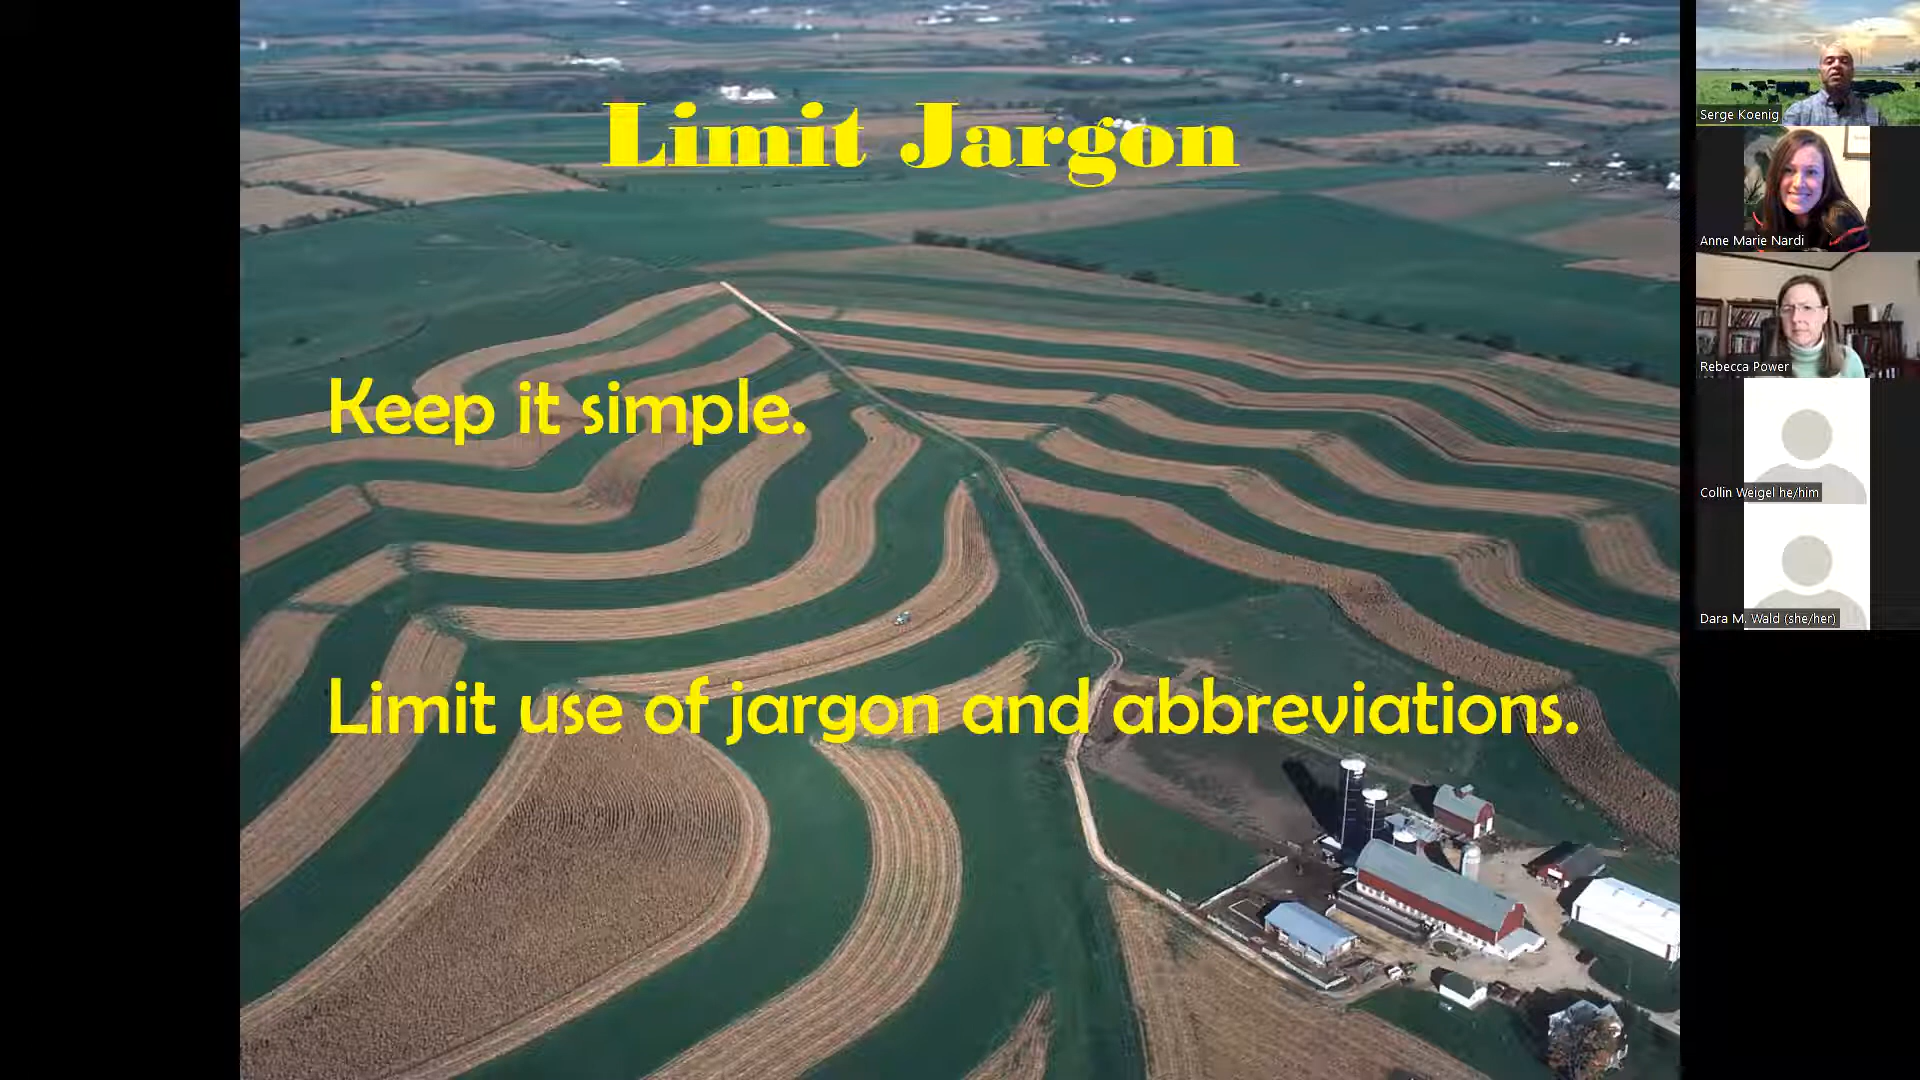 Limit Jargon
Keep it simple.
Limit use of jargon and abbreviations.
Serge Koenig
Anne Marie Nardi
Rebecca Power
Collin Weigel he/him
Dara M. Wald (she/her)